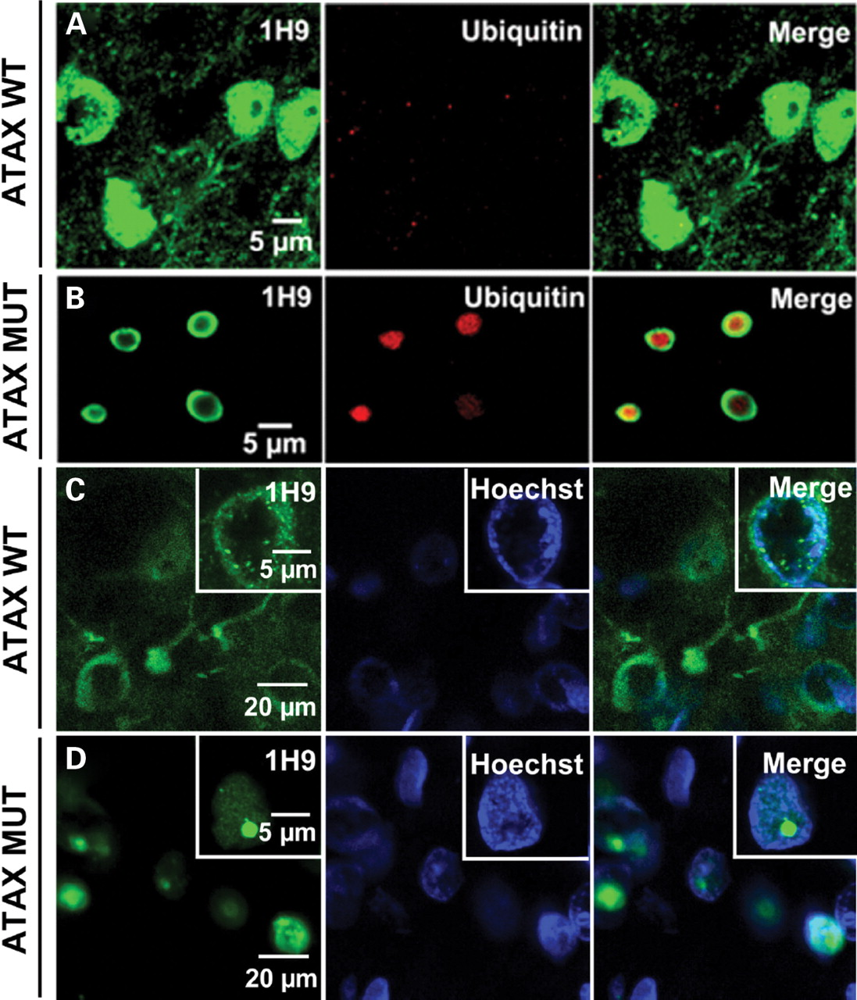 ATAX WT
A
1H9
Ubiquitin
Merge
5 µm
ATAX MUT
B
1H9
Ubiquitin
Merge
5 µm
ATAX WT
C
1H9
Hoechst
Merge
5 µm
20 µm
ATAX MUT
D
1H9
Hoechst
Merge
5 µm
20 µm